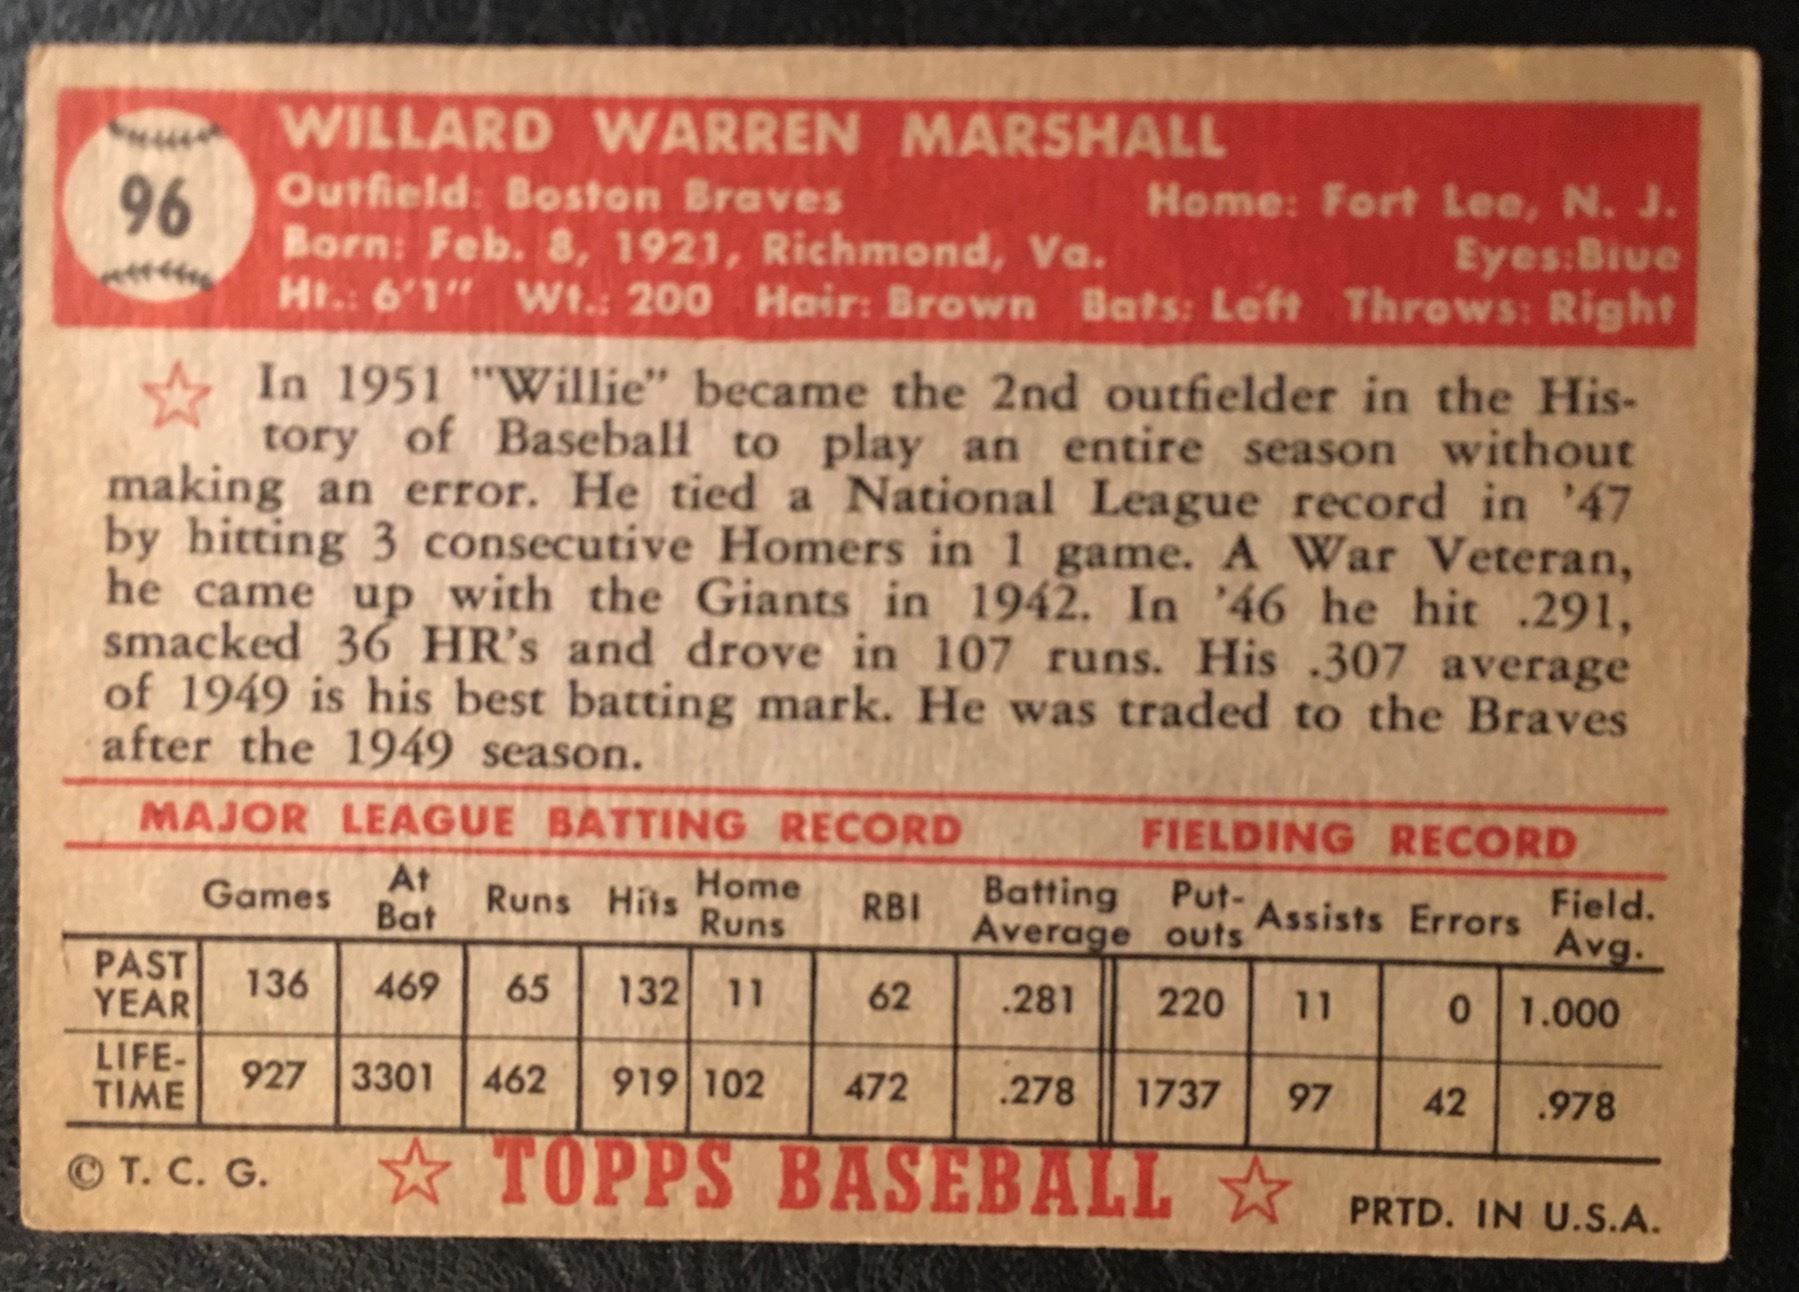 96
WILLARD WARREN MARSHALL
Outfield: Boston Braves Home: Fort Lee, N. J.
Born: Feb. 8, 1921, Richmond, Va. Eyes:Blue
Ht.: 6'1" Wt.: 200 Hair: Brown Bats: Left Throws: Right
In 1951 "Willie" became the 2nd outfielder in the His-
tory of Baseball to play an entire season without
making an error. He tied a National League record in '47
by hitting 3 consecutive Homers in 1 game. A War Veteran,
he came up with the Giants in 1942. In '46 he hit .291,
smacked 36 HR's and drove in 107 runs. His .307 average
of 1949 is his best batting mark. He was traded to the Braves
after the 1949 season.
MAJOR LEAGUE BATTING RECORD FIELDING RECORD
Games At Bat Runs Hits Home Runs RBI Batting Average Put-outs Assists Errors Field. Avg.
PAST YEAR 136 469 65 132 11 62 .281 220 11 0 1.000
LIFE-TIME 927 3301 462 919 102 472 .278 1737 97 42 .978
© T. C. G. TOPPS BASEBALL PRTD. IN U.S.A.